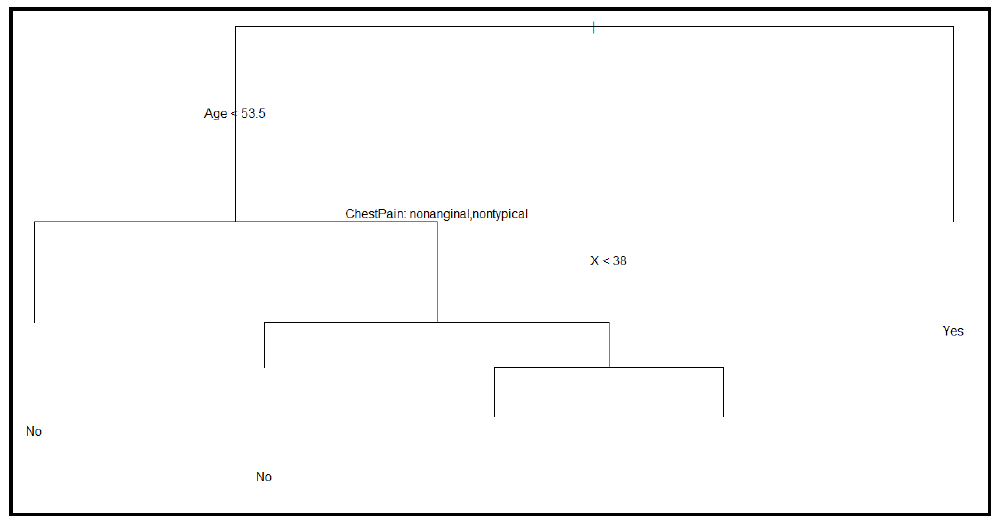 Age < 53.5
ChestPain: nonanginal,nontypical
X < 38
Yes
No
No